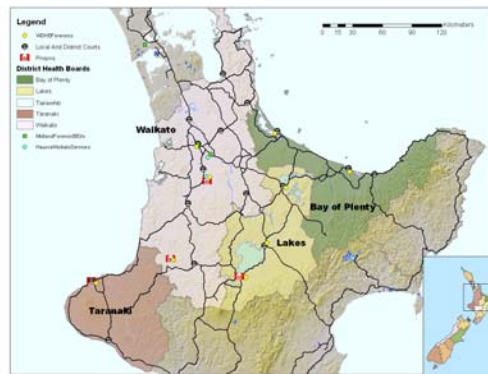 Legend
Local And District Courts
Prisons
District Health Boards
Bay of Plenty
Lakes
Tairawhiti
Taranaki
Waikato
Kilometers
0 15 30 60 90 120
Waikato
Bay of Plenty
Lakes
Taranaki